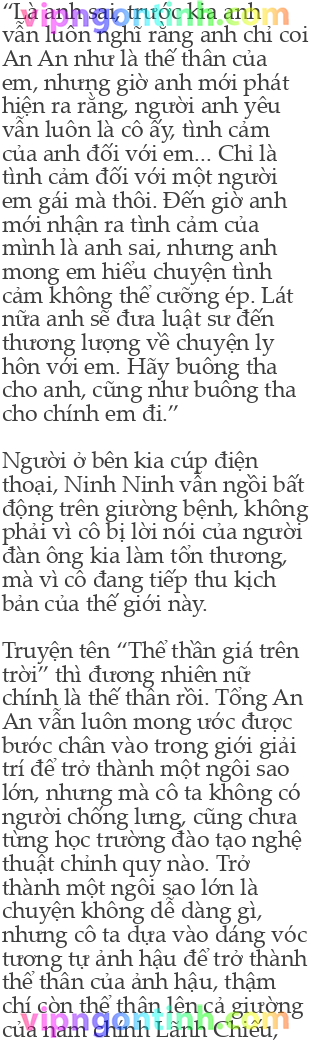 vipngontinh.com
“Là anh sai, trước kia anh
vẫn luôn nghĩ rằng anh chỉ coi
An An như là thế thân của
em, nhưng giờ anh mới phát
hiện ra rằng, người anh yêu
vẫn luôn là cô ấy, tình cảm
của anh đối với em... Chỉ là
tình cảm đối với một người
em gái mà thôi. Đến giờ anh
mới nhận ra tình cảm của
mình là anh sai, nhưng anh
mong em hiểu chuyện tình
cảm không thể cưỡng ép. Lát
nữa anh sẽ đưa luật sư đến
thương lượng về chuyện ly
hôn với em. Hãy buông tha
cho anh, cũng như buông tha
cho chính em đi.”
Người ở bên kia cúp điện
thoại, Ninh Ninh vẫn ngồi bất
động trên giường bệnh, không
phải vì cô bị lời nói của người
đàn ông kia làm tổn thương,
mà vì cô đang tiếp thu kịch
bản của thế giới này.
Truyện tên “Thể thần giá trên
trời” thì đương nhiên nữ
chính là thế thân rồi. Tổng An
An vẫn luôn mong ước được
bước chân vào trong giới giải
trí để trở thành một ngôi sao
lớn, nhưng mà cô ta không có
người chống lưng, cũng chưa
từng học trường đào tạo nghệ
thuật chỉnh quy nào. Trở
thành một ngôi sao lớn là
chuyện không dễ dàng gì,
nhưng cô ta dựa vào dáng vóc
tương tự ảnh hậu để trở thành
thể thân của ảnh hậu, thậm
chí còn thể thân lên cả giường
của nam chính Lãnh Chiếu,
vipngontinh.com